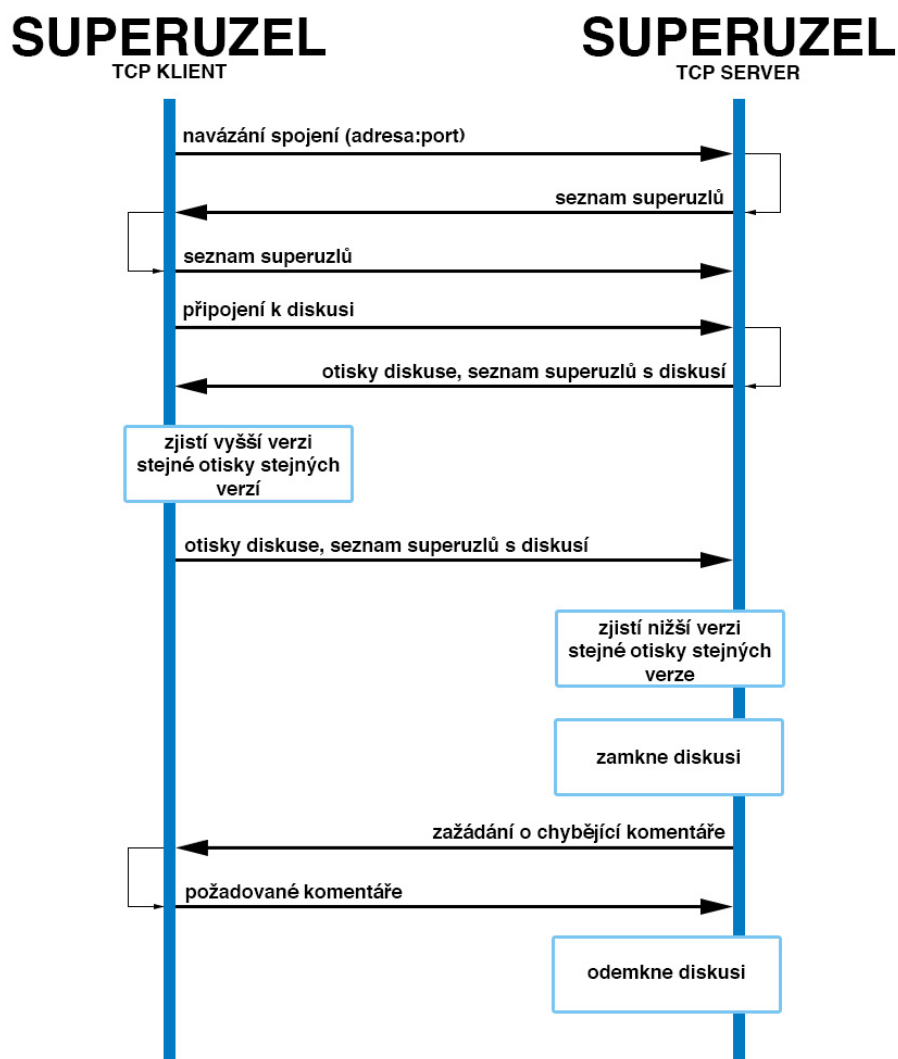 SUPERUZEL
TCP KLIENT
SUPERUZEL
TCP SERVER
navázání spojení (adresa:port)
seznam superuzlů
seznam superuzlů
připojení k diskusi
otisky diskuse, seznam superuzlů s diskusí
zjistí vyšší verzi
stejné otisky stejných
verzí
otisky diskuse, seznam superuzlů s diskusí
zjistí nižší verzi
stejné otisky stejných
verze
zamkne diskusi
zažádání o chybějící komentáře
požadované komentáře
odemkne diskusi